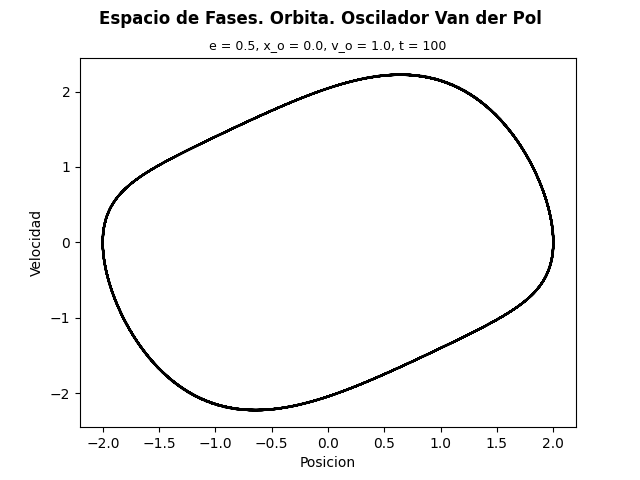 Espacio de Fases. Orbita. Oscilador Van der Pol
e = 0.5, x_o = 0.0, v_o = 1.0, t = 100
2
1
0
−1
−2
Velocidad
−2.0 −1.5 −1.0 −0.5 0.0 0.5 1.0 1.5 2.0
Posicion